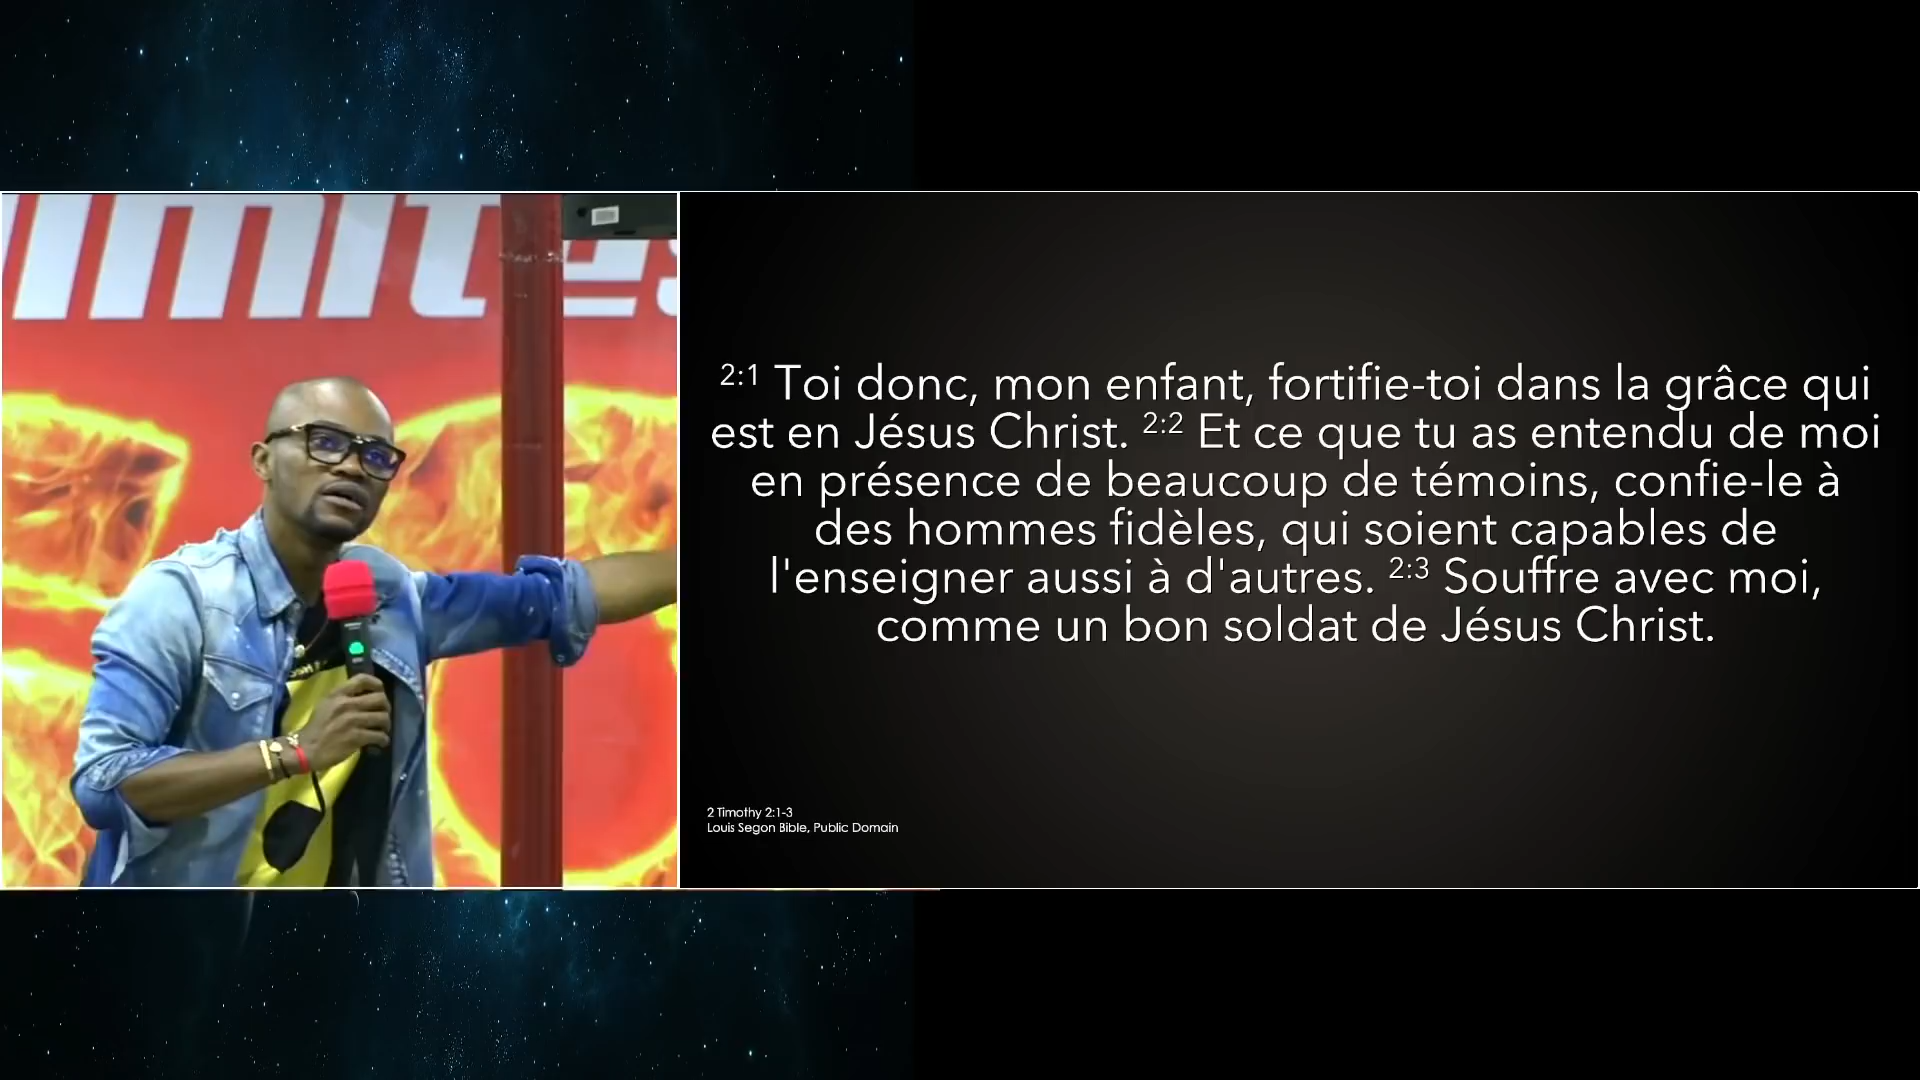 imites
2:1 Toi donc, mon enfant, fortifie-toi dans la grâce qui
est en Jésus Christ. 2:2 Et ce que tu as entendu de moi
en présence de beaucoup de témoins, confie-le à
des hommes fidèles, qui soient capables de
l'enseigner aussi à d'autres. 2:3 Souffre avec moi,
comme un bon soldat de Jésus Christ.
2 Timothy 2:1-3
Louis Segon Bible, Public Domain